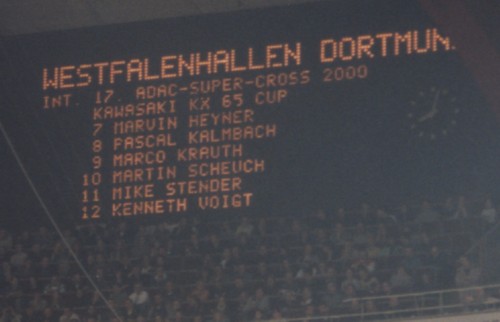 WESTFALENHALLEN DORTMUN
INT. 17. ADAC-SUPER-CROSS 2000
KAWASAKI KX 65 CUP
7 MARVIN HEYNER
8 PASCAL KALMBACH
9 MARCO KRAUTH
10 MARTIN SCHEUCH
11 MIKE STENDER
12 KENNETH VOIGT